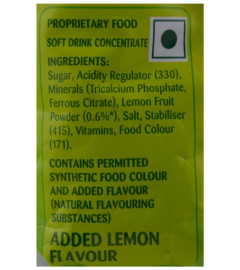 PROPRIETARY FOOD
SOFT DRINK CONCENTRATE
INGREDIENTS:
Sugar, Acidity Regulator (330),
Minerals (Tricalcium Phosphate,
Ferrous Citrate), Lemon Fruit
Powder (0.6%*), Salt, Stabiliser
(415), Vitamins, Food Colour
(171).
CONTAINS PERMITTED
SYNTHETIC FOOD COLOUR
AND ADDED FLAVOUR
(NATURAL FLAVOURING
SUBSTANCES)
ADDED LEMON
FLAVOUR